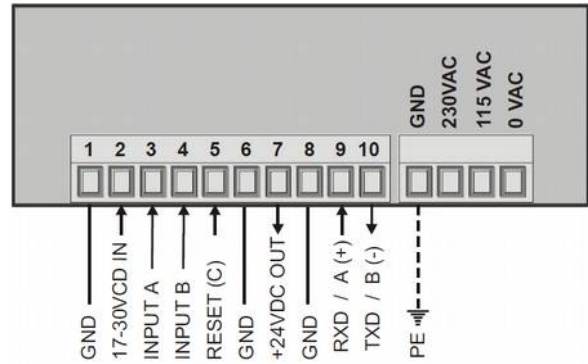 GND
230VAC
115 VAC
0 VAC
1 2 3 4 5 6 7 8 9 10
GND
17-30VCD IN
INPUT A
INPUT B
RESET (C)
GND
+24VDC OUT
GND
RXD / A (+)
TXD / B (-)
PE